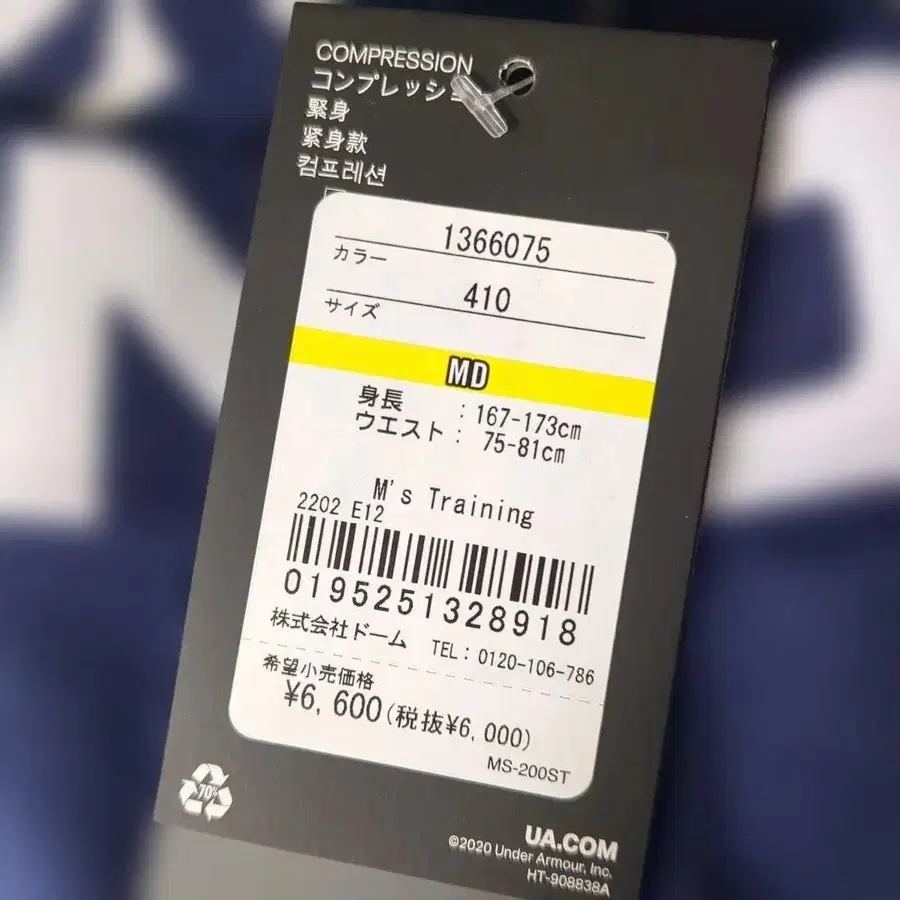 COMPRESSION
コンプレッショ
緊身
紧身款
컴프레션
1366075
カラー
410
サイズ
MD
身長 : 167-173cm
ウエスト : 75-81cm
M's Training
2202 E12
0195251328918
株式会社ドーム TEL: 0120-106-786
希望小売価格
¥6,600(税抜¥6,000)
MS-200ST
70%
UA.COM
©2020 Under Armour, Inc.
HT-908838A